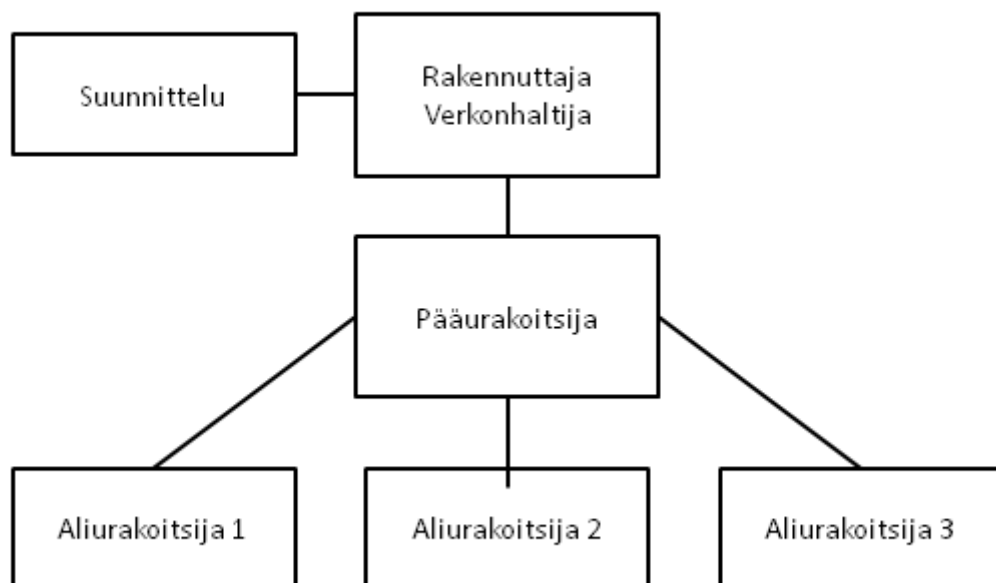 Suunnittelu
Rakennuttaja
Verkonhaltija
Pääurakoitsija
Aliurakoitsija 1
Aliurakoitsija 2
Aliurakoitsija 3